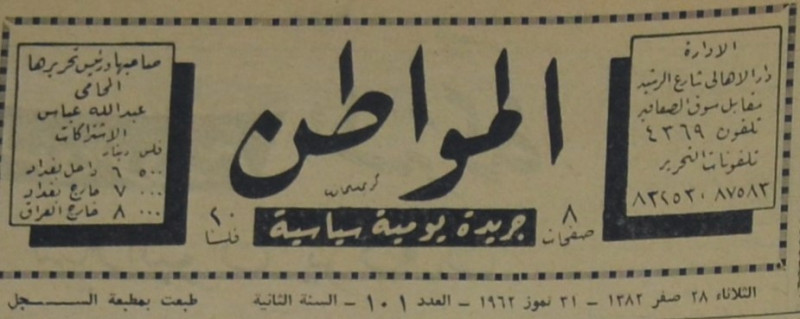 الادارة
دار الاهالي شارع الرشيد
مقابل سوق الصفافير
تلفون ٤٣٦٩
تلفونات التحرير
٨٧٥٨٣ ٨٣٢٥٣٠
المواطن
جريدة يومية سياسية
٨
صفحات
٢٠
فلسا
صاحبها ورئيس تحريرها
المحامي
عبدالله عباس
الاشتراكات
فلس دينار
٥٠٠ ٦ داخل بغداد
٠٠٠ ٧ خارج بغداد
٠٠٠ ٨ خارج العراق
الثلاثاء ٢٨ صفر ١٣٨٢ - ٣١ تموز ١٩٦٢ - العدد ١٠١ - السنة الثانية طبعت بمطبعة الســـجل